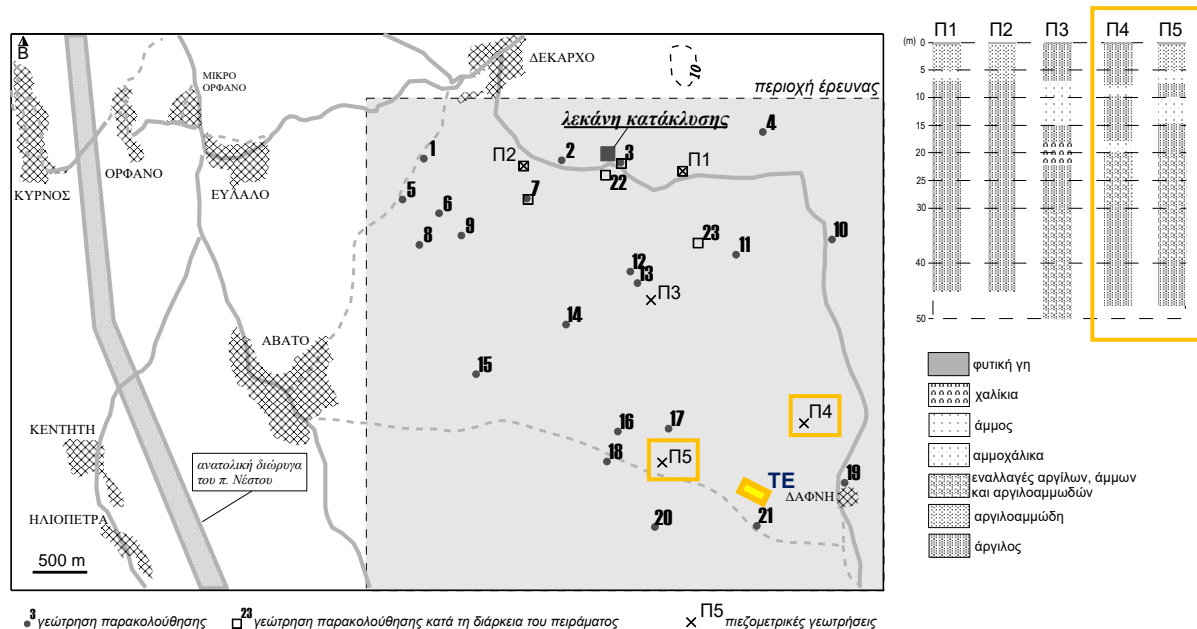 Β
ΔΕΚΑΡΧΟ
10
ΜΙΚΡΟ
ΟΡΦΑΝΟ
περιοχή έρευνας
λεκάνη κατάκλυσης
4
1
Π2
2
3
Π1
ΚΥΡΝΟΣ
ΟΡΦΑΝΟ
ΕΥΛΑΛΟ
22
5
7
6
9
8
23
11
10
12
13
Π3
14
ΑΒΑΤΟ
15
Π4
16
17
ΚΕΝΤΗΤΗ
18
Π5
ανατολική διώρυγα
του π. Νέστου
ΤΕ
19
ΔΑΦΝΗ
ΗΛΙΟΠΕΤΡΑ
20
21
500 m
3 γεώτρηση παρακολούθησης
23 γεώτρηση παρακολούθησης κατά τη διάρκεια του πειράματος
Π5 πιεζομετρικές γεωτρήσεις
Π1 Π2 Π3 Π4 Π5
(m) 0
5
10
15
20
25
30
40
50
φυτική γη
χαλίκια
άμμος
αμμοχάλικα
εναλλαγές αργίλων, άμμων
και αργιλοαμμωδών
αργιλοαμμώδη
άργιλος